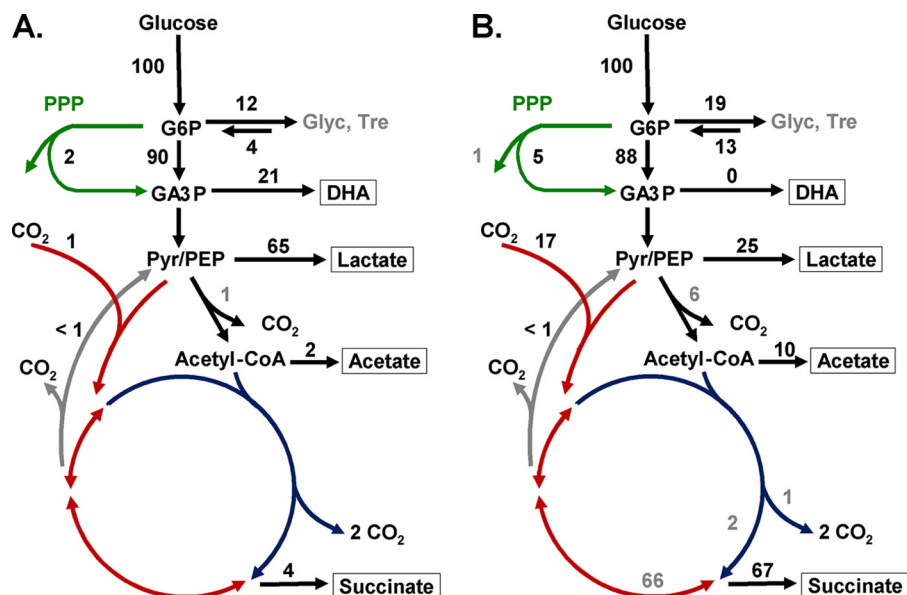 A.
Glucose
100
PPP
12
G6P
Glyc, Tre
2
90
4
21
GA3P
DHA
CO2
1
65
Pyr/PEP
Lactate
1
< 1
CO2
CO2
2
Acetyl-CoA
Acetate
2 CO2
4
Succinate
B.
Glucose
100
PPP
19
G6P
Glyc, Tre
1
5
88
13
0
GA3P
DHA
CO2
17
25
Pyr/PEP
Lactate
6
< 1
CO2
CO2
10
Acetyl-CoA
Acetate
1
2
2 CO2
66
67
Succinate